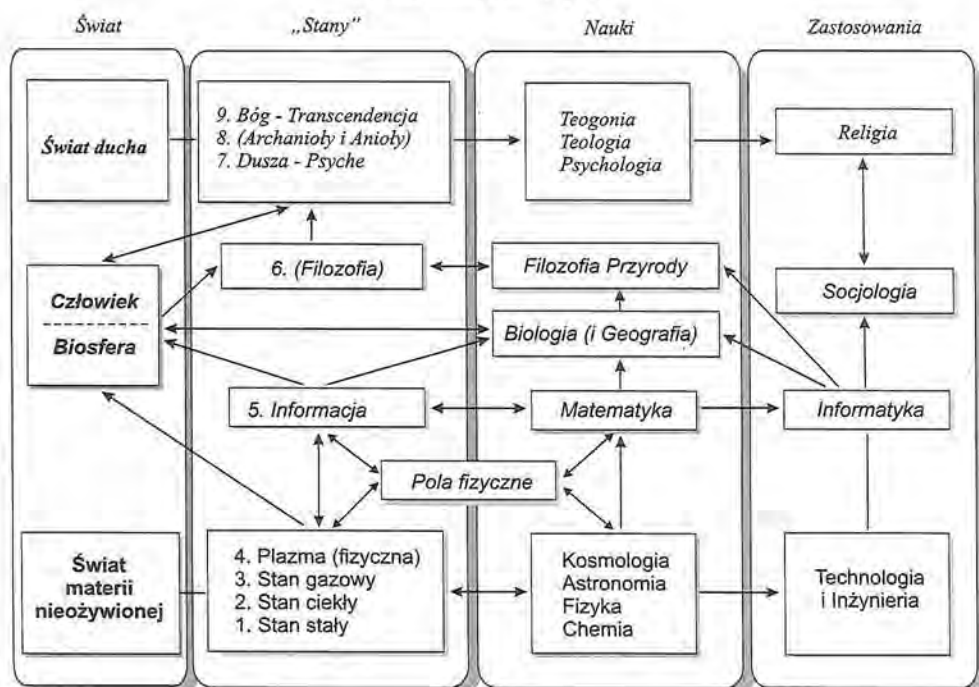 Świat
„Stany”
Nauki
Zastosowania
Świat ducha
9. Bóg - Transcendencja
8. (Archanioły i Anioły)
7. Dusza - Psyche
Teogonia
Teologia
Psychologia
Religia
Człowiek
Biosfera
6. (Filozofia)
Filozofia Przyrody
Socjologia
Biologia (i Geografia)
5. Informacja
Matematyka
Informatyka
Pola fizyczne
Świat
materii
nieożywionej
4. Plazma (fizyczna)
3. Stan gazowy
2. Stan ciekły
1. Stan stały
Kosmologia
Astronomia
Fizyka
Chemia
Technologia
i Inżynieria